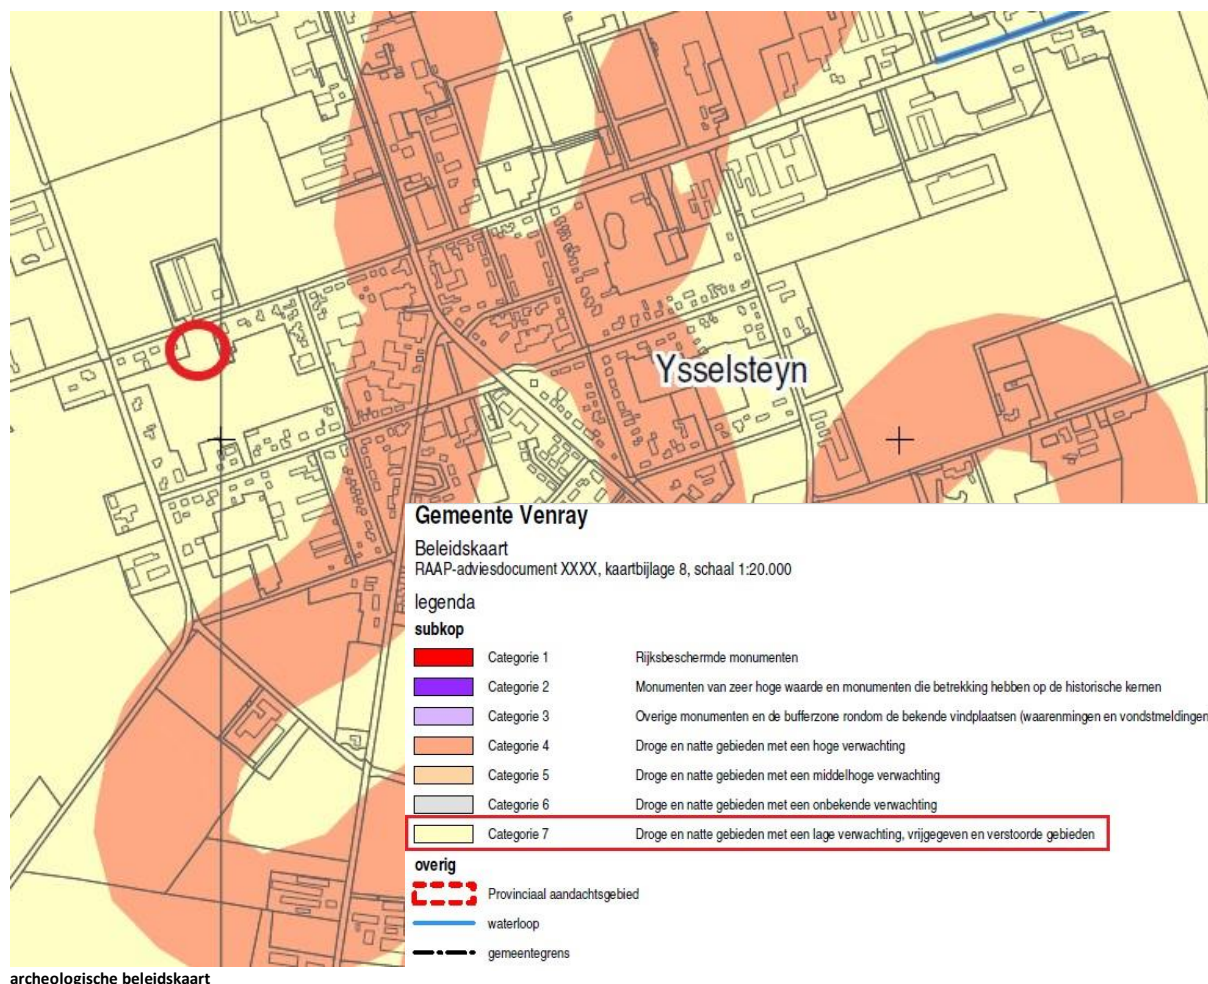 Ysselsteyn
Gemeente Venray
Beleidskaart
RAAP-adviesdocument XXXX, kaartbijlage 8, schaal 1:20.000
legenda
subkop
Categorie 1 Rijksbeschermde monumenten
Categorie 2 Monumenten van zeer hoge waarde en monumenten die betrekking hebben op de historische kernen
Categorie 3 Overige monumenten en de bufferzone rondom de bekende vindplaatsen (waarenmingen en vondstmeldingen
Categorie 4 Droge en natte gebieden met een hoge verwachting
Categorie 5 Droge en natte gebieden met een middelhoge verwachting
Categorie 6 Droge en natte gebieden met een onbekende verwachting
Categorie 7 Droge en natte gebieden met een lage verwachting, vrijgegeven en verstoorde gebieden
overig
Provinciaal aandachtsgebied
waterloop
gemeentegrens
archeologische beleidskaart